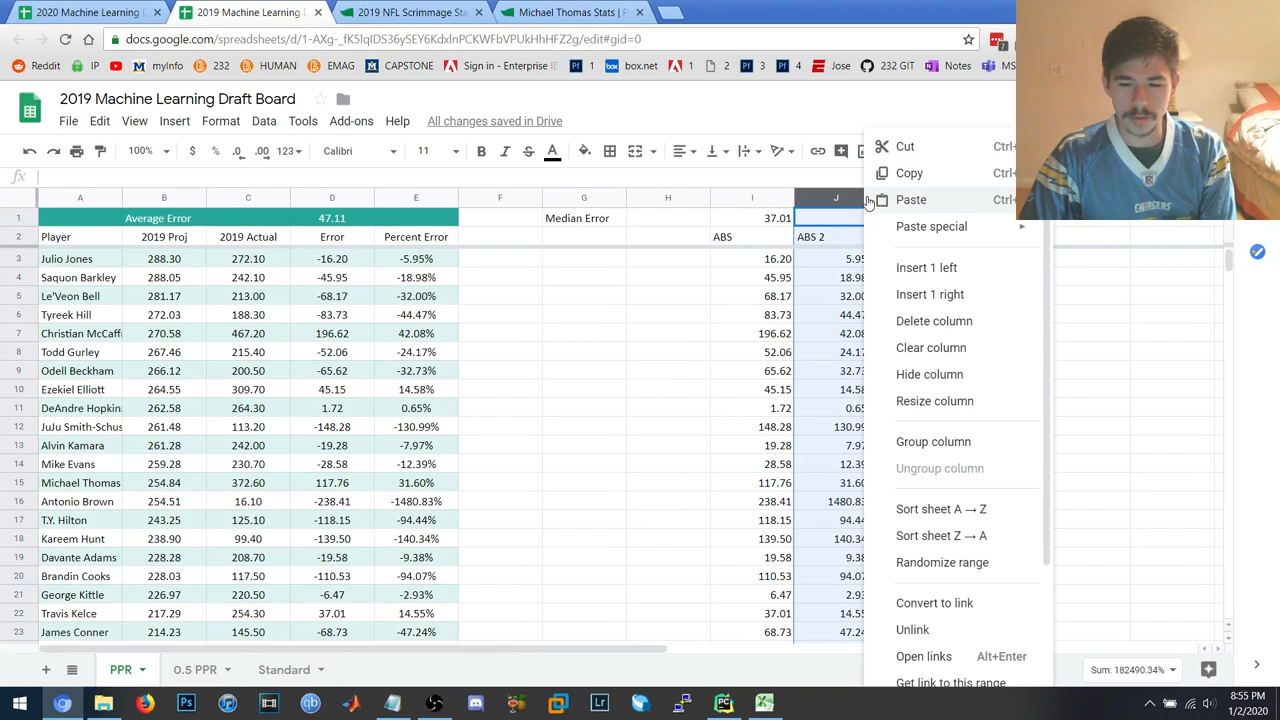 2020 Machine Learning D
2019 Machine Learning D
2019 NFL Scrimmage Sta
Michael Thomas Stats | P
docs.google.com/spreadsheets/d/1-AXg-_fK5lqIDS36ySEY6KdxlnPCKWFbVPUkHhHFZ2g/edit#gid=0
7
Reddit IP myinfo 232 HUMAN EMAG CAPSTONE Sign in - Enterprise ID 1 box.net 1 2 3 232 GIT Notes MS
2019 Machine Learning Draft Board
File Edit View Insert Format Data Tools Add-ons Help All changes saved in Drive
100% $ % .0 .00 123 Calibri 11 B I S A
fx
A B C D E F G H I J
1 Average Error 47.11 Median Error 37.01
2 Player 2019 Proj 2019 Actual Error Percent Error ABS ABS 2
3 Julio Jones 288.30 272.10 -16.20 -5.95% 16.20 5.95
4 Saquon Barkley 288.05 242.10 -45.95 -18.98% 45.95 18.98
5 Le'Veon Bell 281.17 213.00 -68.17 -32.00% 68.17 32.00
6 Tyreek Hill 272.03 188.30 -83.73 -44.47% 83.73 44.47
7 Christian McCaff 270.58 467.20 196.62 42.08% 196.62 42.08
8 Todd Gurley 267.46 215.40 -52.06 -24.17% 52.06 24.17
9 Odell Beckham 266.12 200.50 -65.62 -32.73% 65.62 32.73
10 Ezekiel Elliott 264.55 309.70 45.15 14.58% 45.15 14.58
11 DeAndre Hopkin 262.58 264.30 1.72 0.65% 1.72 0.65
12 JuJu Smith-Schus 261.48 113.20 -148.28 -130.99% 148.28 130.99
13 Alvin Kamara 261.28 242.00 -19.28 -7.97% 19.28 7.97
14 Mike Evans 259.28 230.70 -28.58 -12.39% 28.58 12.39
15 Michael Thomas 254.84 372.60 117.76 31.60% 117.76 31.60
16 Antonio Brown 254.51 16.10 -238.41 -1480.83% 238.41 1480.83
17 T.Y. Hilton 243.25 125.10 -118.15 -94.44% 118.15 94.44
18 Kareem Hunt 238.90 99.40 -139.50 -140.34% 139.50 140.34
19 Davante Adams 228.28 208.70 -19.58 -9.38% 19.58 9.38
20 Brandin Cooks 228.03 117.50 -110.53 -94.07% 110.53 94.07
21 George Kittle 226.97 220.50 -6.47 -2.93% 6.47 2.93
22 Travis Kelce 217.29 254.30 37.01 14.55% 37.01 14.55
23 James Conner 214.23 145.50 -68.73 -47.24% 68.73 47.24
Cut Ctrl+
Copy Ctrl+
Paste Ctrl+
Paste special
Insert 1 left
Insert 1 right
Delete column
Clear column
Hide column
Resize column
Group column
Ungroup column
Sort sheet A → Z
Sort sheet Z → A
Randomize range
Convert to link
Unlink
Open links Alt+Enter
Get link to this range
CHARGERS
PPR 0.5 PPR Standard
Sum: 182490.34%
8:55 PM
1/2/2020